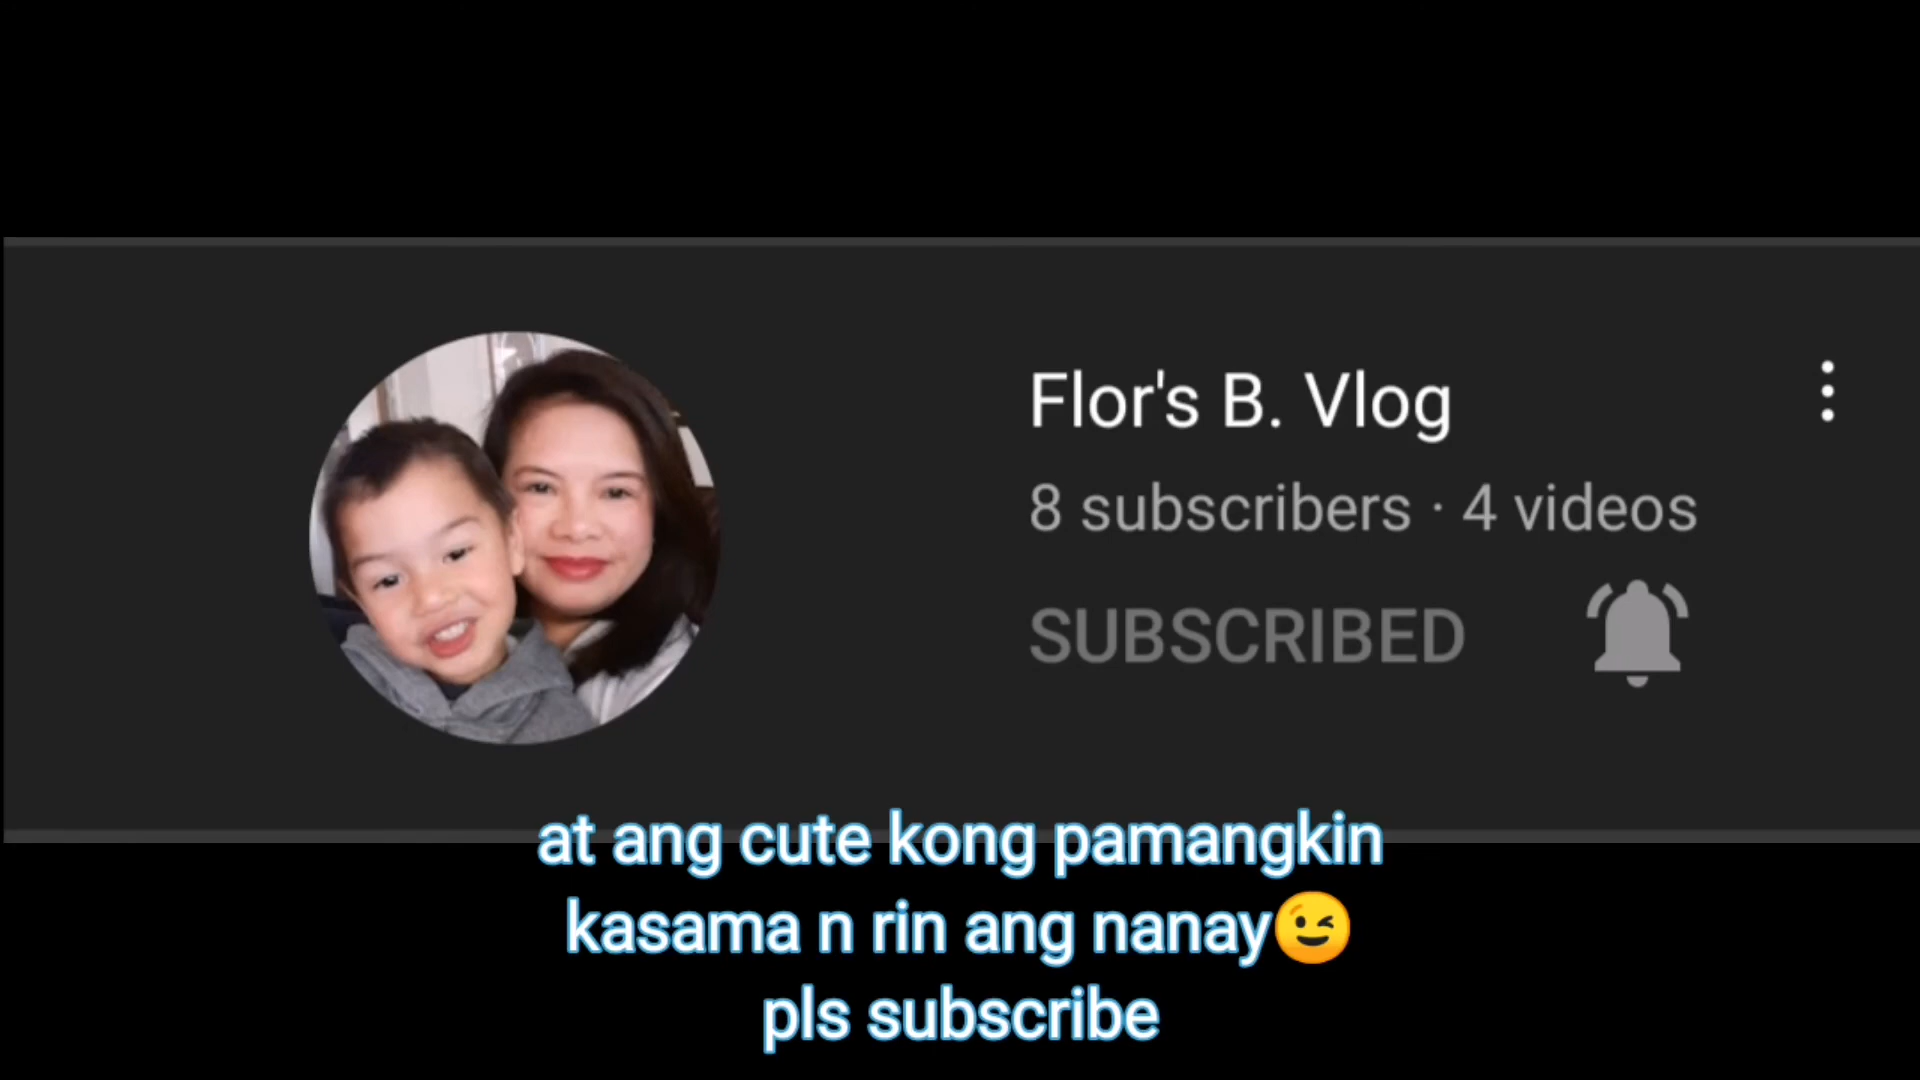 Flor's B. Vlog
8 subscribers · 4 videos
SUBSCRIBED
at ang cute kong pamangkin
kasama n rin ang nanay😉
pls subscribe